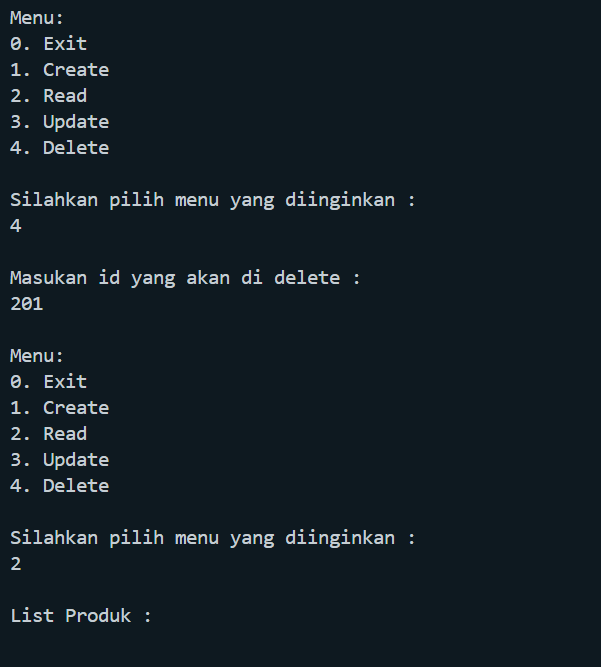 Menu:
0. Exit
1. Create
2. Read
3. Update
4. Delete
Silahkan pilih menu yang diinginkan :
4
Masukan id yang akan di delete :
201
Menu:
0. Exit
1. Create
2. Read
3. Update
4. Delete
Silahkan pilih menu yang diinginkan :
2
List Produk :